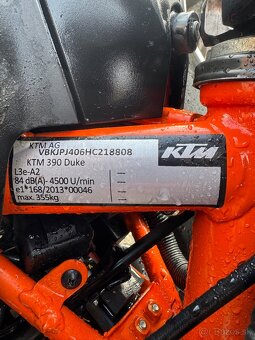 KTM AG
VBKJPJ406HC218808
KTM 390 Duke
L3e-A2
84 dB(A)- 4500 U/min
e1*168/2013*00046
max. 355kg
KTM